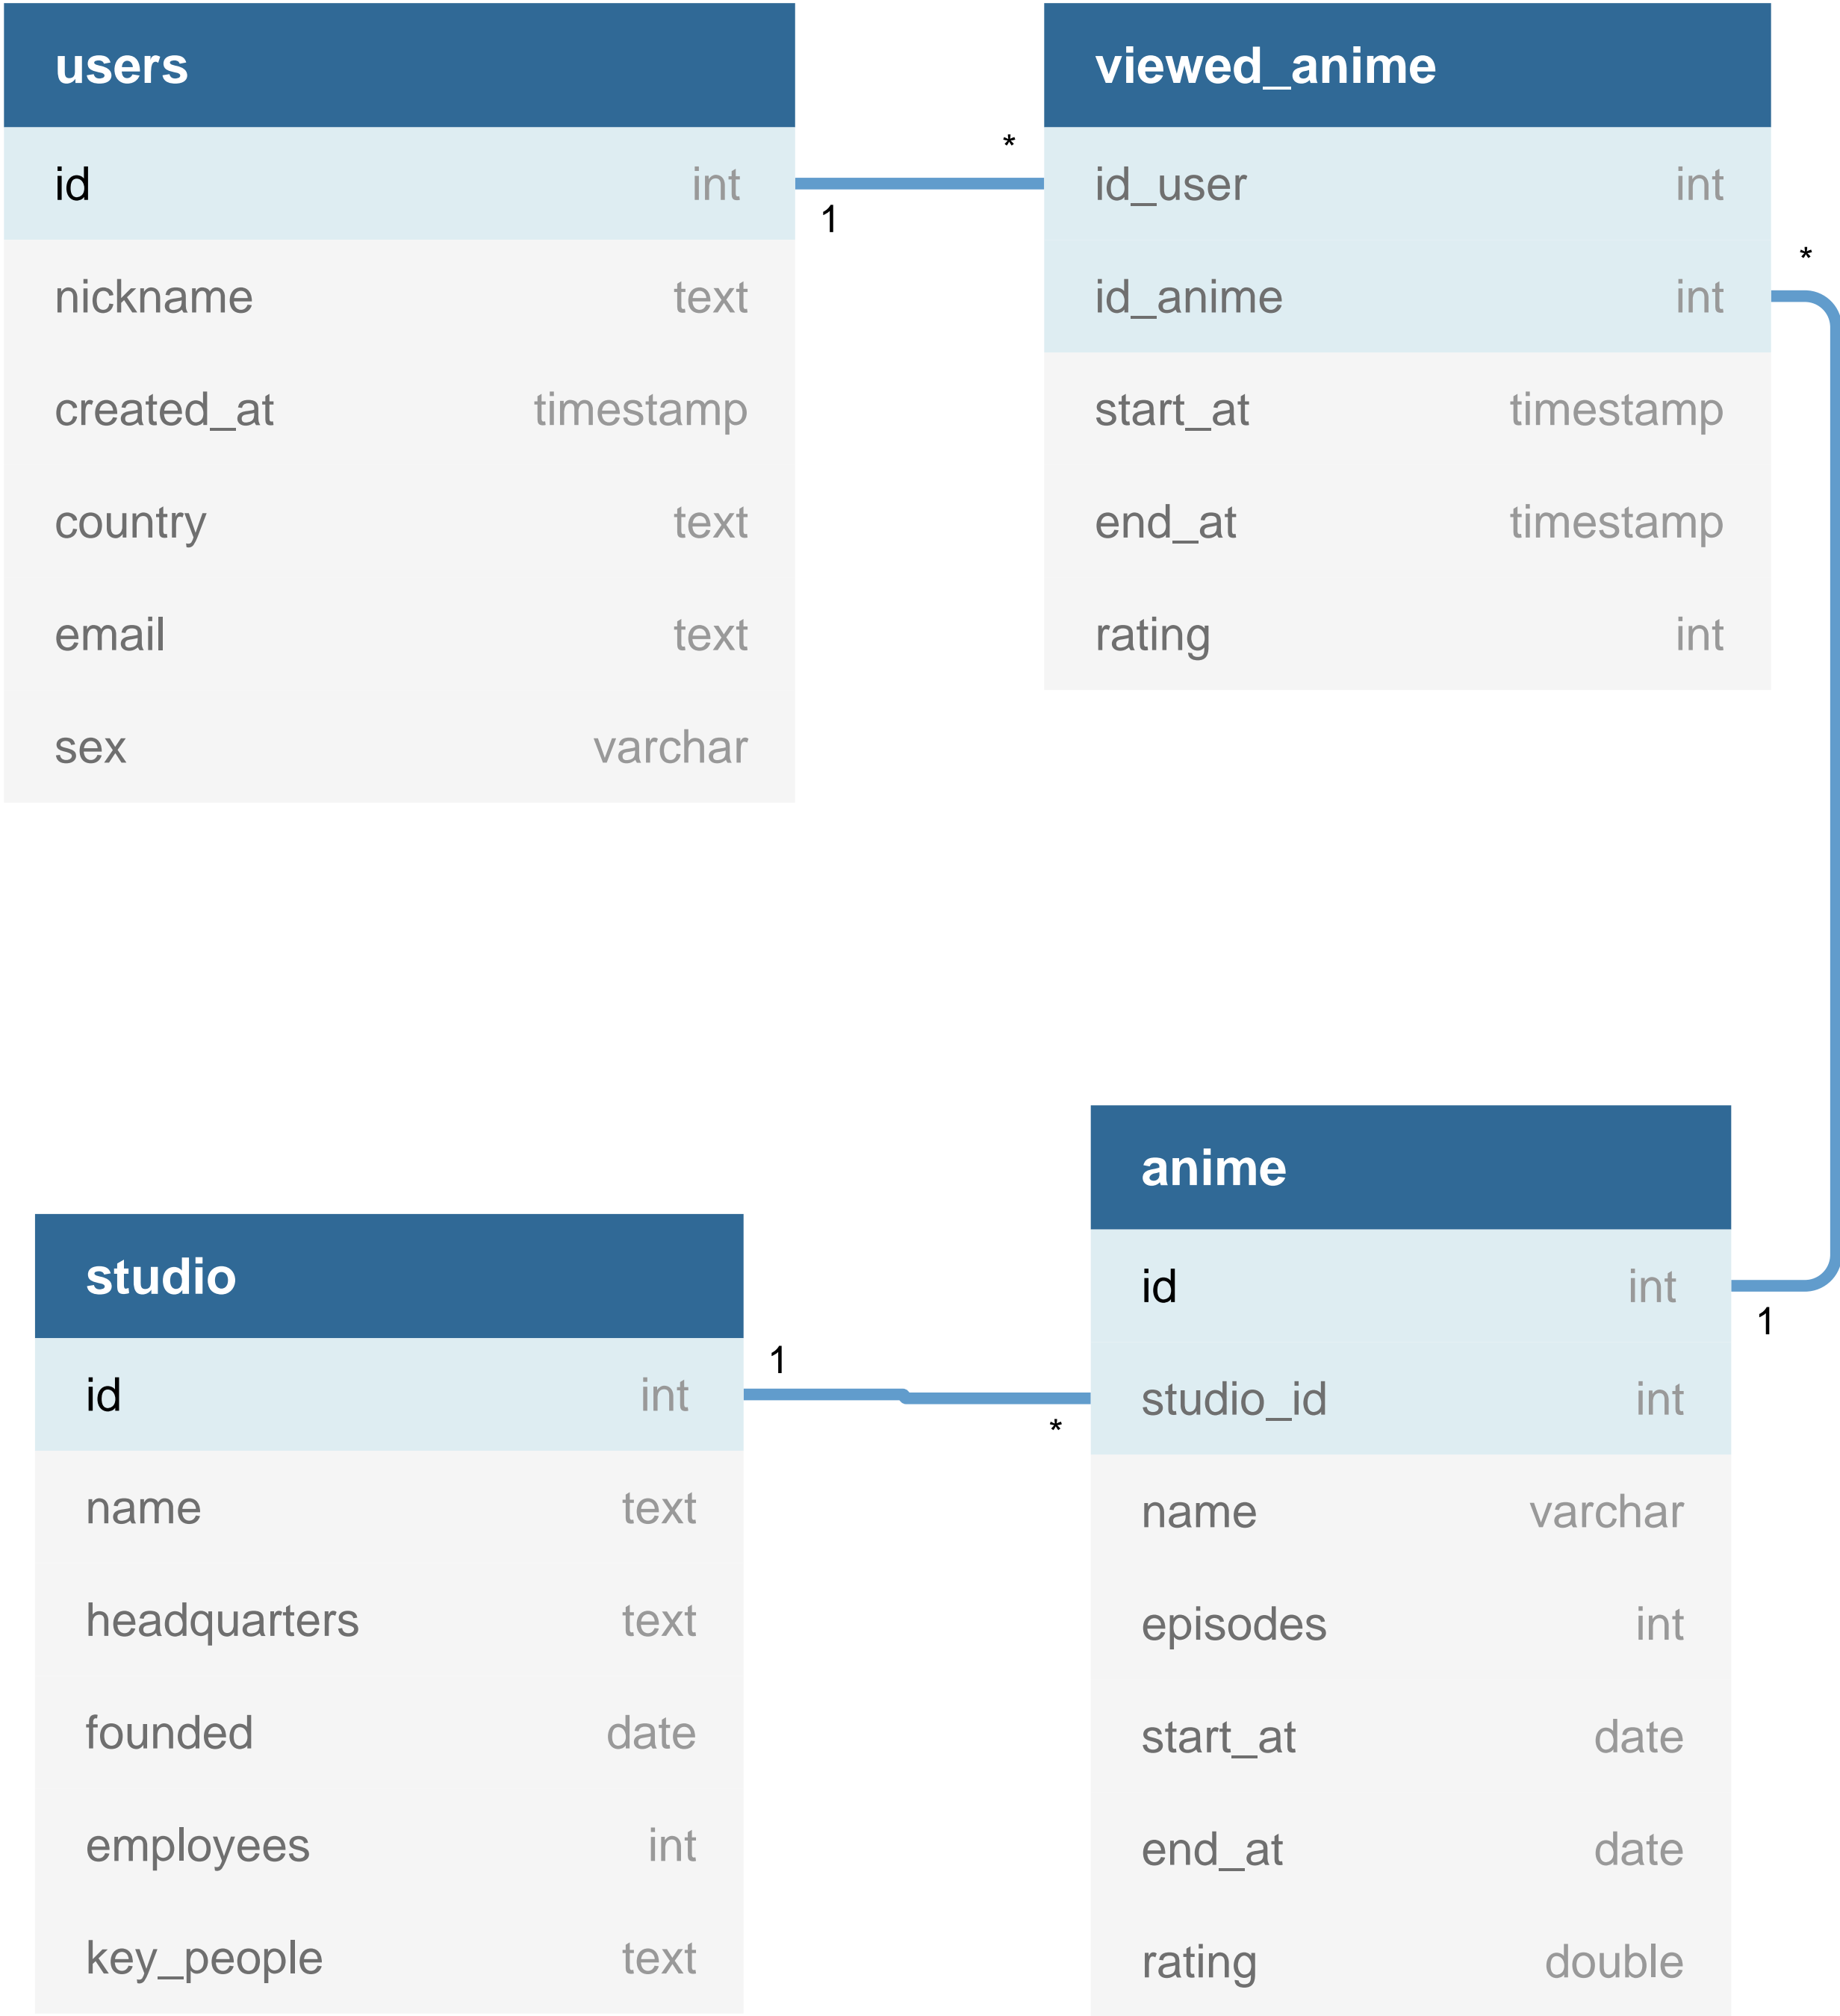 users
id int
nickname text
created_at timestamp
country text
email text
sex varchar
1
*
viewed_anime
id_user int
id_anime int
start_at timestamp
end_at timestamp
rating int
*
1
studio
id int
name text
headquarters text
founded date
employees int
key_people text
1
*
anime
id int
studio_id int
name varchar
episodes int
start_at date
end_at date
rating double